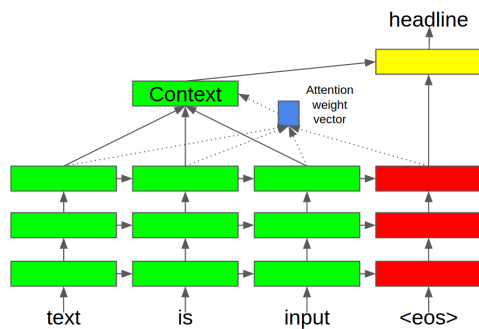 headline
Context
Attention
weight
vector
text is input <eos>